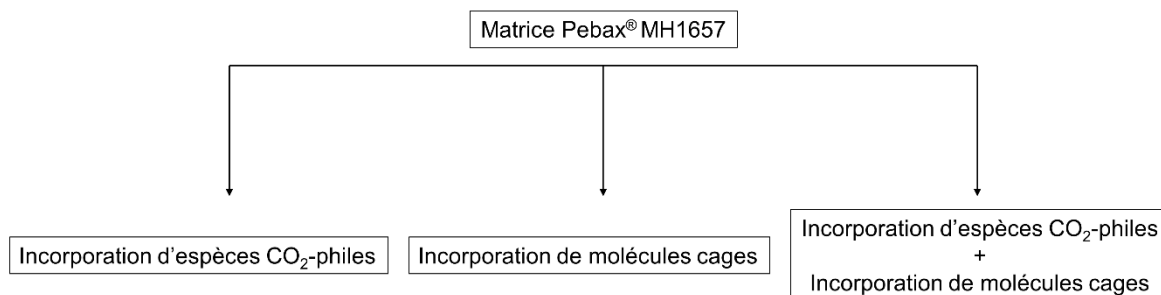 Matrice Pebax® MH1657
Incorporation d'espèces CO₂-philes
Incorporation de molécules cages
Incorporation d'espèces CO₂-philes
+
Incorporation de molécules cages